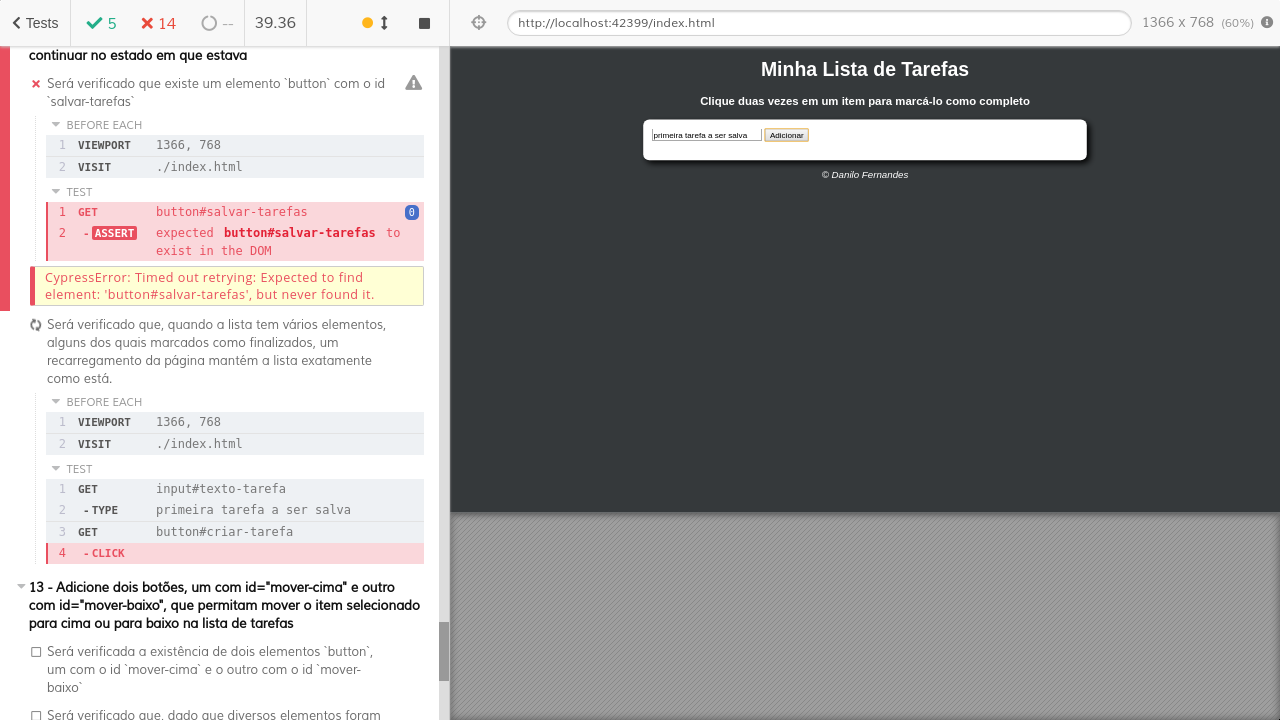 Tests
5
14
--
39.36
http://localhost:42399/index.html
1366 x 768 (60%)
continuar no estado em que estava
Será verificado que existe um elemento `button` com o id
`salvar-tarefas`
BEFORE EACH
1 VIEWPORT 1366, 768
2 VISIT ./index.html
TEST
1 GET button#salvar-tarefas 0
2 -ASSERT expected button#salvar-tarefas to
exist in the DOM
CypressError: Timed out retrying: Expected to find
element: 'button#salvar-tarefas', but never found it.
Será verificado que, quando a lista tem vários elementos,
alguns dos quais marcados como finalizados, um
recarregamento da página mantém a lista exatamente
como está.
BEFORE EACH
1 VIEWPORT 1366, 768
2 VISIT ./index.html
TEST
1 GET input#texto-tarefa
2 -TYPE primeira tarefa a ser salva
3 GET button#criar-tarefa
4 -CLICK
13 - Adicione dois botões, um com id="mover-cima" e outro
com id="mover-baixo", que permitam mover o item selecionado
para cima ou para baixo na lista de tarefas
Será verificada a existência de dois elementos `button`,
um com o id `mover-cima` e o outro com o id `mover-
baixo`
Será verificado que, dado que diversos elementos foram
Minha Lista de Tarefas
Clique duas vezes em um item para marcá-lo como completo
primeira tarefa a ser salva Adicionar
© Danilo Fernandes